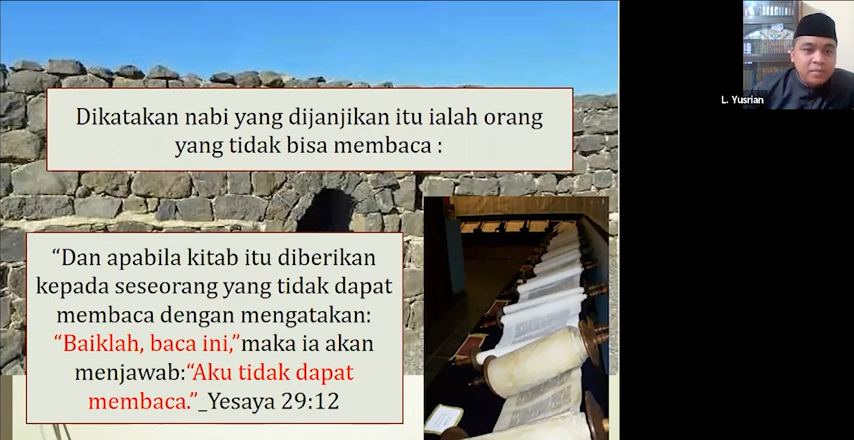 Dikatakan nabi yang dijanjikan itu ialah orang
yang tidak bisa membaca :
“Dan apabila kitab itu diberikan
kepada seseorang yang tidak dapat
membaca dengan mengatakan:
“Baiklah, baca ini,”maka ia akan
menjawab:“Aku tidak dapat
membaca.”_Yesaya 29:12
L. Yusrian